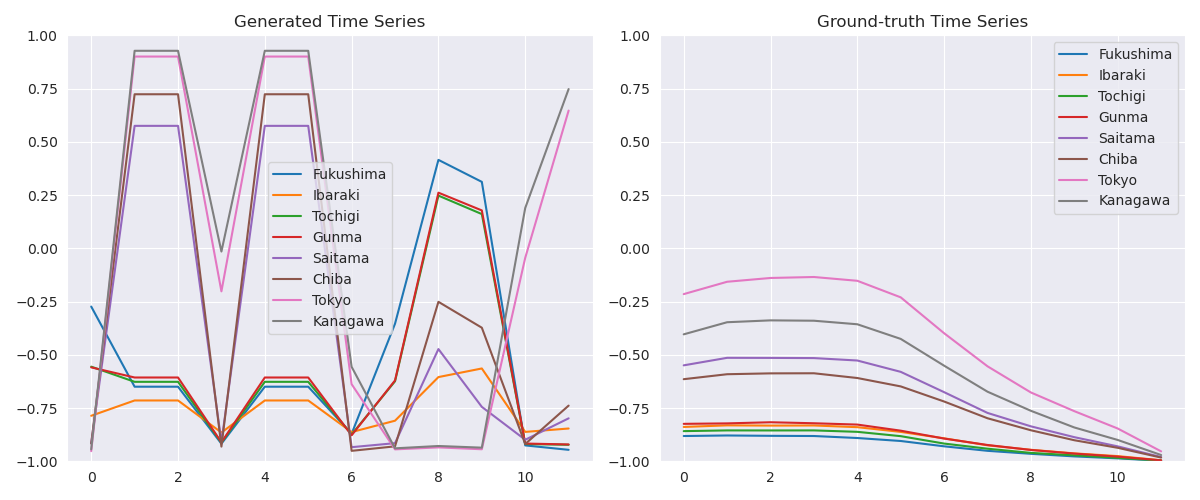 Generated Time Series
1.00
0.75
0.50
0.25
0.00
−0.25
−0.50
−0.75
−1.00
0 2 4 6 8 10
Fukushima
Ibaraki
Tochigi
Gunma
Saitama
Chiba
Tokyo
Kanagawa
Ground-truth Time Series
1.00
0.75
0.50
0.25
0.00
−0.25
−0.50
−0.75
−1.00
0 2 4 6 8 10
Fukushima
Ibaraki
Tochigi
Gunma
Saitama
Chiba
Tokyo
Kanagawa